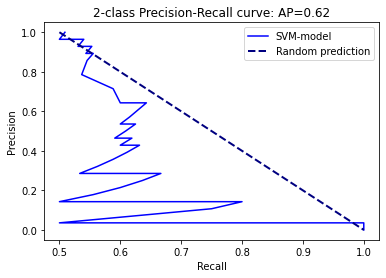 2-class Precision-Recall curve: AP=0.62
SVM-model
Random prediction
Precision
1.0
0.8
0.6
0.4
0.2
0.0
0.5 0.6 0.7 0.8 0.9 1.0
Recall